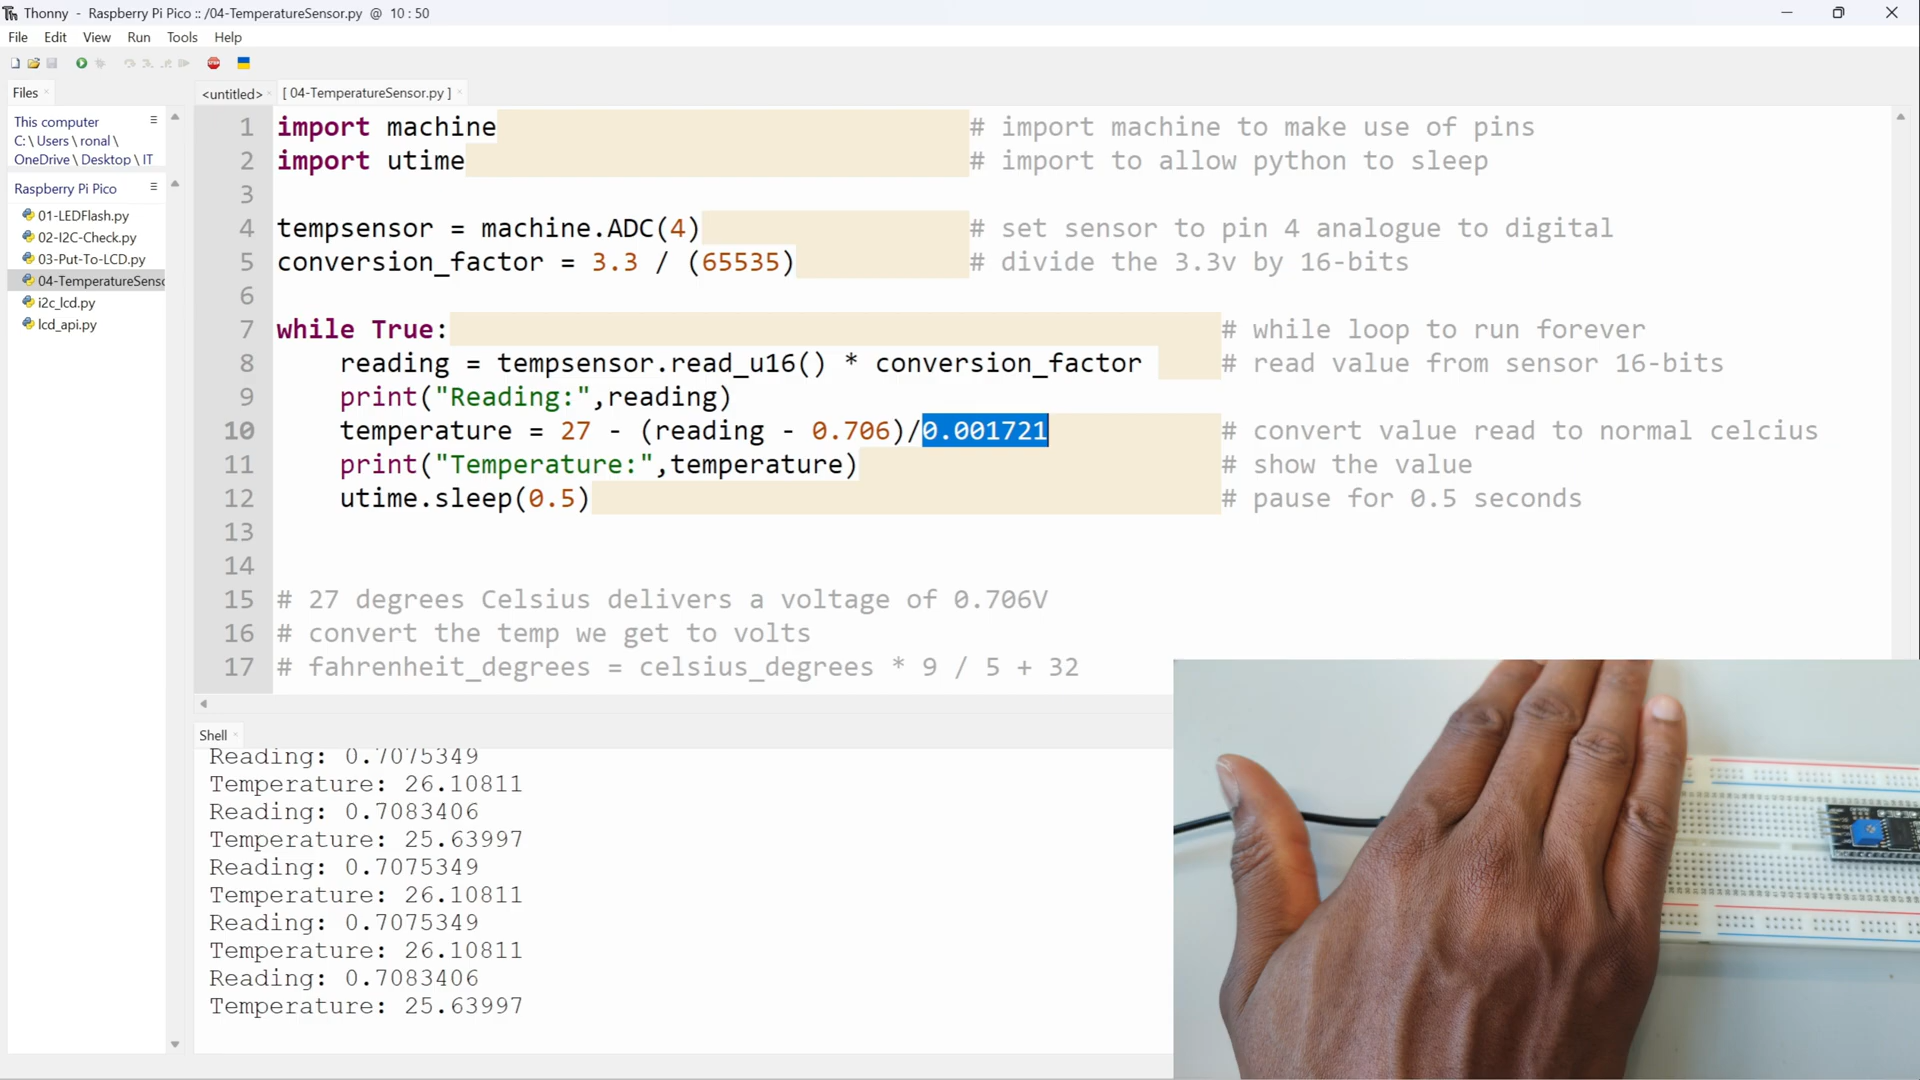 Thonny - Raspberry Pi Pico :: /04-TemperatureSensor.py @ 10:50
File Edit View Run Tools Help
Files
This computer
C:\Users\ronal\
OneDrive\Desktop\IT
Raspberry Pi Pico
01-LEDFlash.py
02-I2C-Check.py
03-Put-To-LCD.py
04-TemperatureSenso
i2c_lcd.py
lcd_api.py
<untitled> [ 04-TemperatureSensor.py ]
1 import machine # import machine to make use of pins
2 import utime # import to allow python to sleep
3
4 tempsensor = machine.ADC(4) # set sensor to pin 4 analogue to digital
5 conversion_factor = 3.3 / (65535) # divide the 3.3v by 16-bits
6
7 while True: # while loop to run forever
8 reading = tempsensor.read_u16() * conversion_factor # read value from sensor 16-bits
9 print("Reading:",reading)
10 temperature = 27 - (reading - 0.706)/0.001721 # convert value read to normal celcius
11 print("Temperature:",temperature) # show the value
12 utime.sleep(0.5) # pause for 0.5 seconds
13
14
15 # 27 degrees Celsius delivers a voltage of 0.706V
16 # convert the temp we get to volts
17 # fahrenheit_degrees = celsius_degrees * 9 / 5 + 32
Shell
Reading: 0.7075349
Temperature: 26.10811
Reading: 0.7083406
Temperature: 25.63997
Reading: 0.7075349
Temperature: 26.10811
Reading: 0.7075349
Temperature: 26.10811
Reading: 0.7083406
Temperature: 25.63997